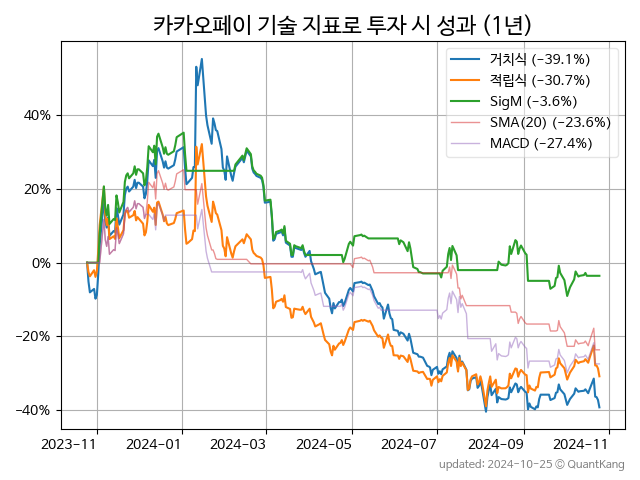 카카오페이 기술 지표로 투자 시 성과 (1년)
거치식 (−39.1%)
적립식 (−30.7%)
SigM (−3.6%)
SMA(20) (−23.6%)
MACD (−27.4%)
40%
20%
0%
−20%
−40%
2023−11 2024−01 2024−03 2024−05 2024−07 2024−09 2024−11
updated: 2024-10-25 © QuantKang